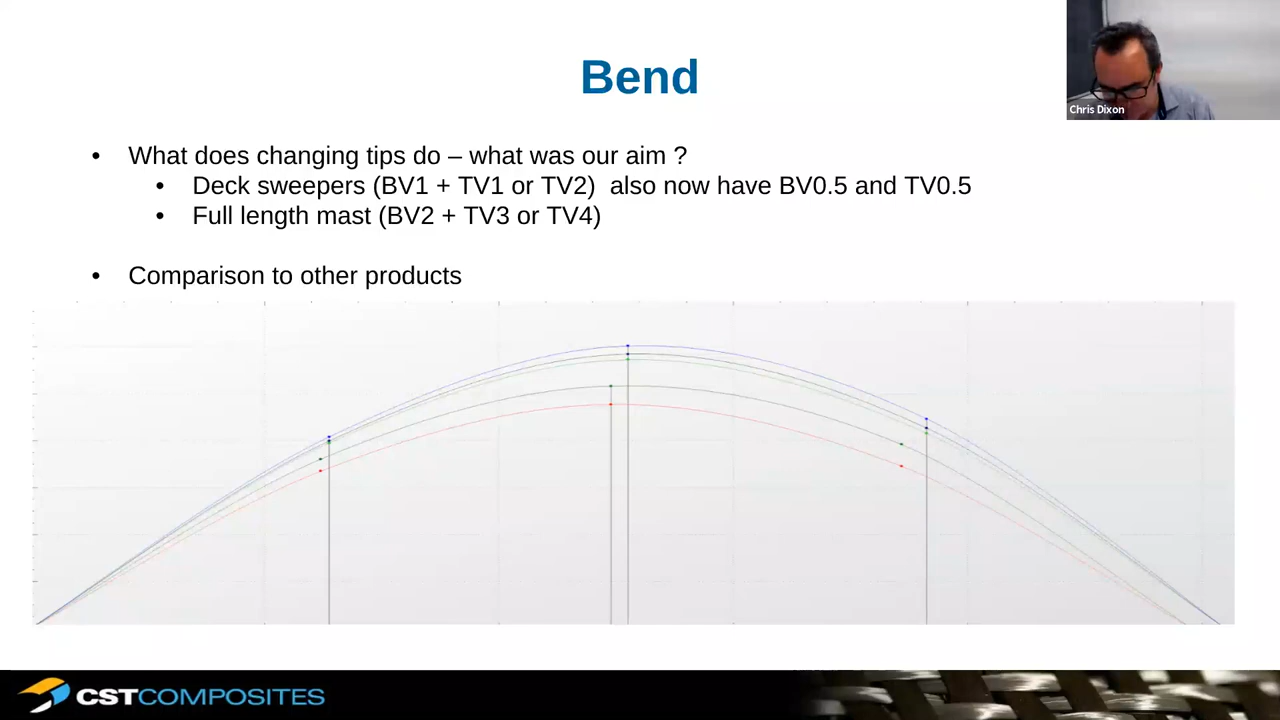 Bend
Chris Dixon
• What does changing tips do – what was our aim ?
• Deck sweepers (BV1 + TV1 or TV2)  also now have BV0.5 and TV0.5
• Full length mast (BV2 + TV3 or TV4)
• Comparison to other products
CSTCOMPOSITES